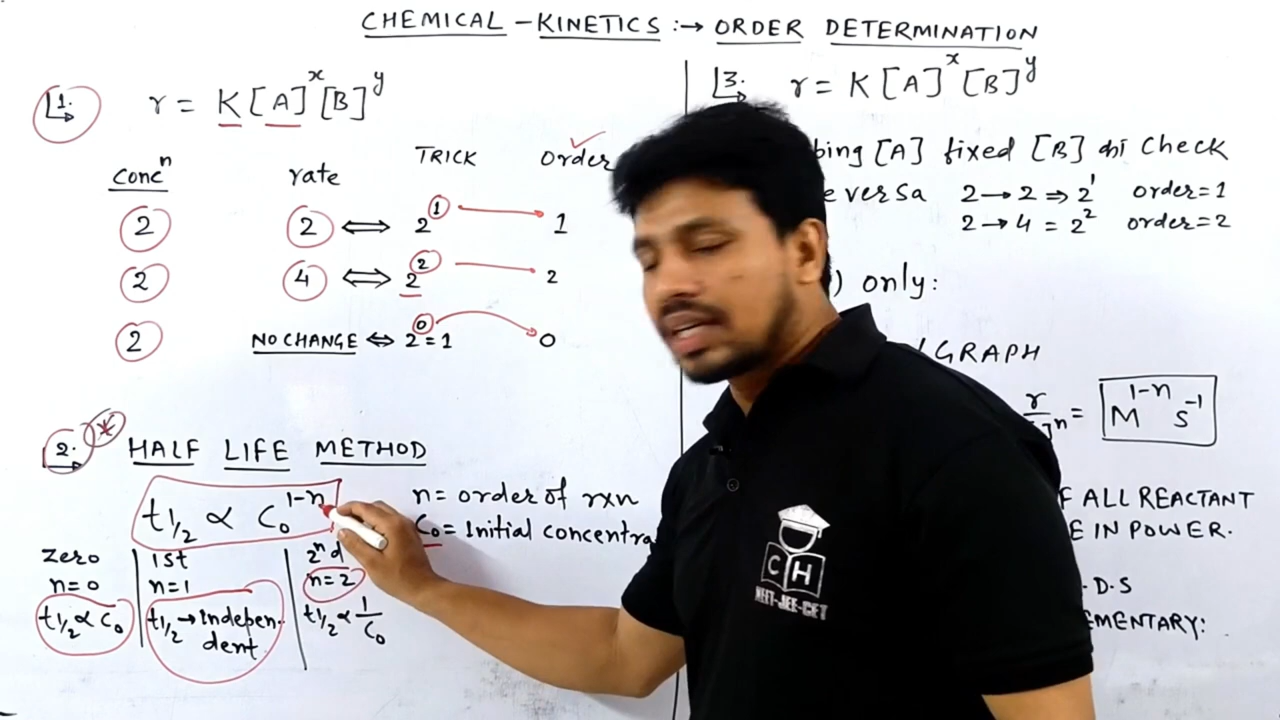 CHEMICAL - KINETICS :→ ORDER DETERMINATION
1. r = K[A]^x[B]^y
conc^n rate TRICK Order
2 2 ⇔ 2^1 → 1
2 4 ⇔ 2^2 → 2
2 NO CHANGE ⇔ 2^0 = 1 → 0
2. HALF LIFE METHOD
t1/2 ∝ C0^1-n
n = order of rxn
C0 = Initial concentra
zero 1st 2nd
n=0 n=1 n=2
t1/2 ∝ C0 t1/2 → Indepen- t1/2 ∝ 1/C0
dent
3. r = K[A]^x[B]^y
bing [A] fixed [B] को Check
e versa 2→2 ⇒ 2^1 order=1
2→4 = 2^2 order=2
) only:
GRAPH
r/ ]^n = M^1-n S^-1
F ALL REACTANT
E IN POWER.
D.S
EMENTARY:
C H
NEET-JEE-CET